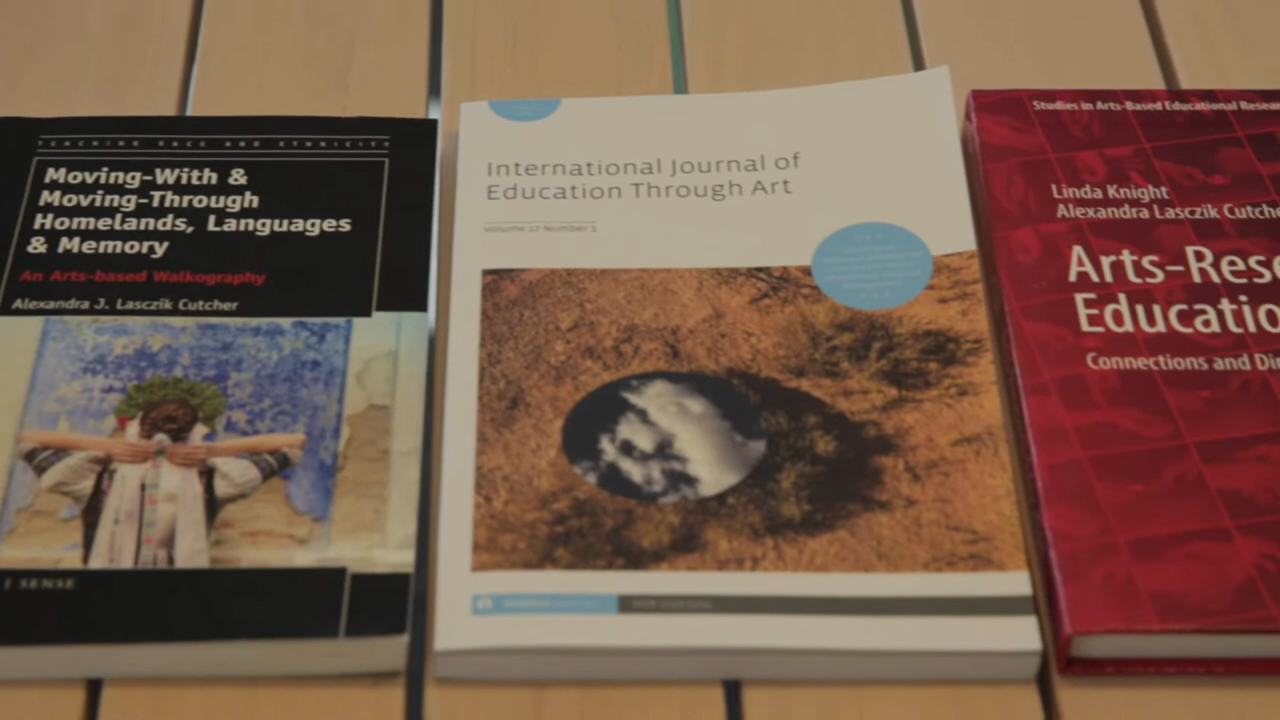 TEACHING RACE AND ETHNICITY
Moving-With &
Moving-Through
Homelands, Languages
& Memory
An Arts-based Walkography
Alexandra J. Lasczik Cutcher
SENSE
International Journal of
Education Through Art
Volume 17 Number 1
Studies in Arts-Based Educational Resear
Linda Knight
Alexandra Lasczik Cutche
Arts-Rese
Educatio
Connections and Dir